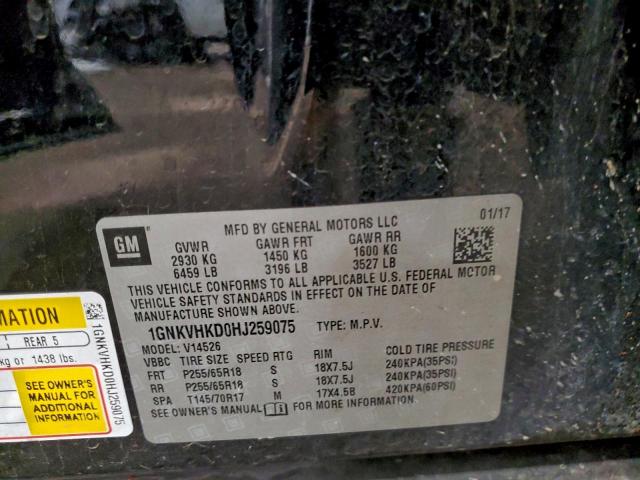 MFD BY GENERAL MOTORS LLC
01/17
GM
GVWR GAWR FRT GAWR RR
2930 KG 1450 KG 1600 KG
6459 LB 3196 LB 3527 LB
THIS VEHICLE CONFORMS TO ALL APPLICABLE U.S. FEDERAL MOTOR
VEHICLE SAFETY STANDARDS IN EFFECT ON THE DATE OF
MANUFACTURE SHOWN ABOVE.
1GNKVHKD0HJ259075 TYPE: M.P.V.
MODEL: V14526
VBBC TIRE SIZE SPEED RTG RIM COLD TIRE PRESSURE
FRT P255/65R18 S 18X7.5J 240KPA(35PSI)
RR P255/65R18 S 18X7.5J 240KPA(35PSI)
SPA T145/70R17 M 17X4.5B 420KPA(60PSI)
SEE OWNER'S MANUAL FOR MORE INFORMATION.
MATION
REAR 5
kg or 1438 lbs.
SEE OWNER'S
MANUAL FOR
ADDITIONAL
INFORMATION
1GNKVHKD0HJ259075